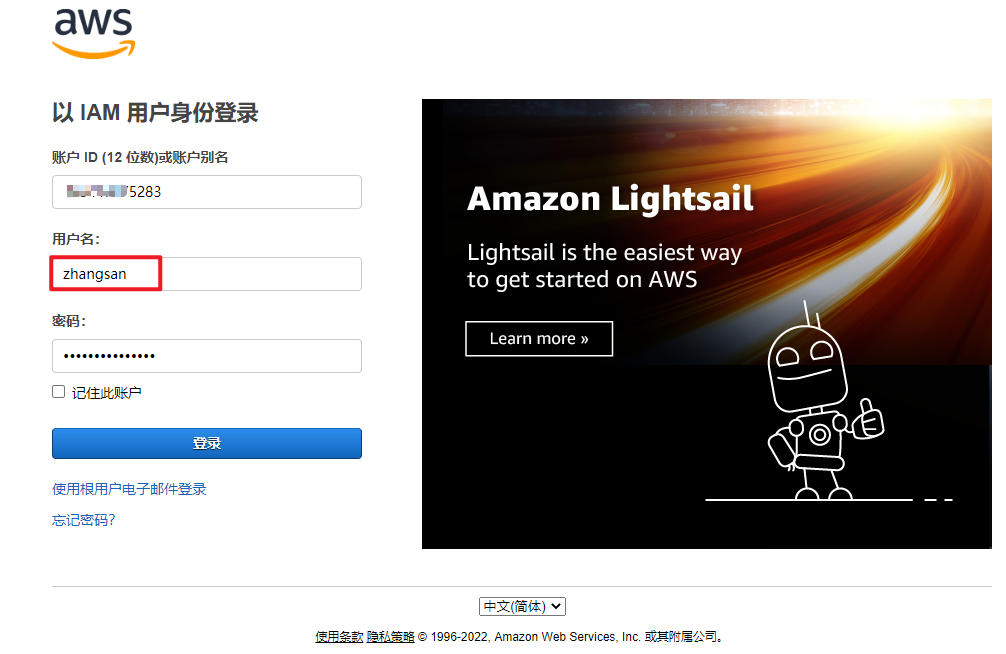 aws
以 IAM 用户身份登录
账户 ID (12 位数)或账户别名
75283
用户名:
zhangsan
密码:
•••••••••••••••
记住此账户
登录
使用根用户电子邮件登录
忘记密码?
Amazon Lightsail
Lightsail is the easiest way
to get started on AWS
Learn more »
中文(简体)
使用条款 隐私策略 © 1996-2022, Amazon Web Services, Inc. 或其附属公司。